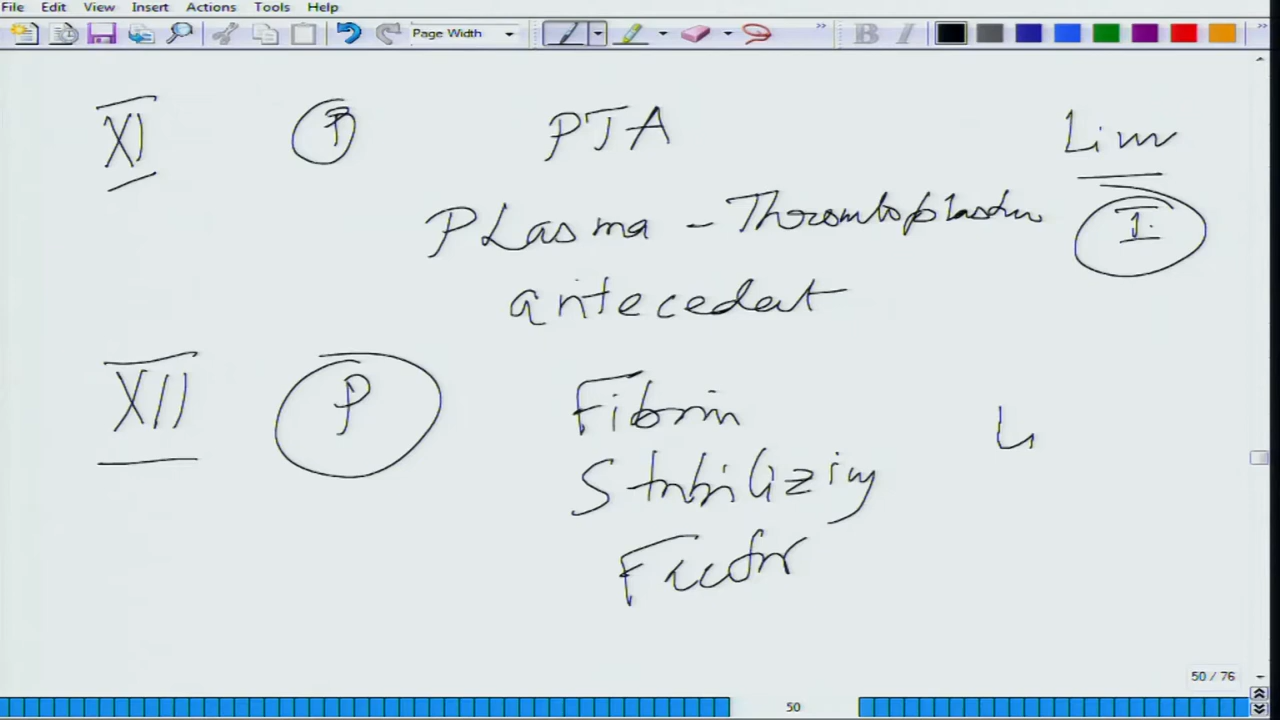 File Edit View Insert Actions Tools Help
Page Width
XI P PTA Liver
Plasma - Thromboplastin I
antecedent
XII P Fibrin
Stabilizing
Factor
50 / 76
50